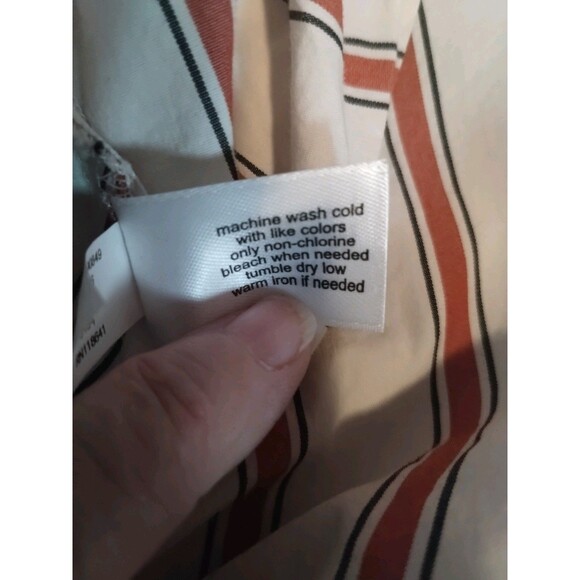 machine wash cold
with like colors
only non-chlorine
bleach when needed
tumble dry low
warm iron if needed